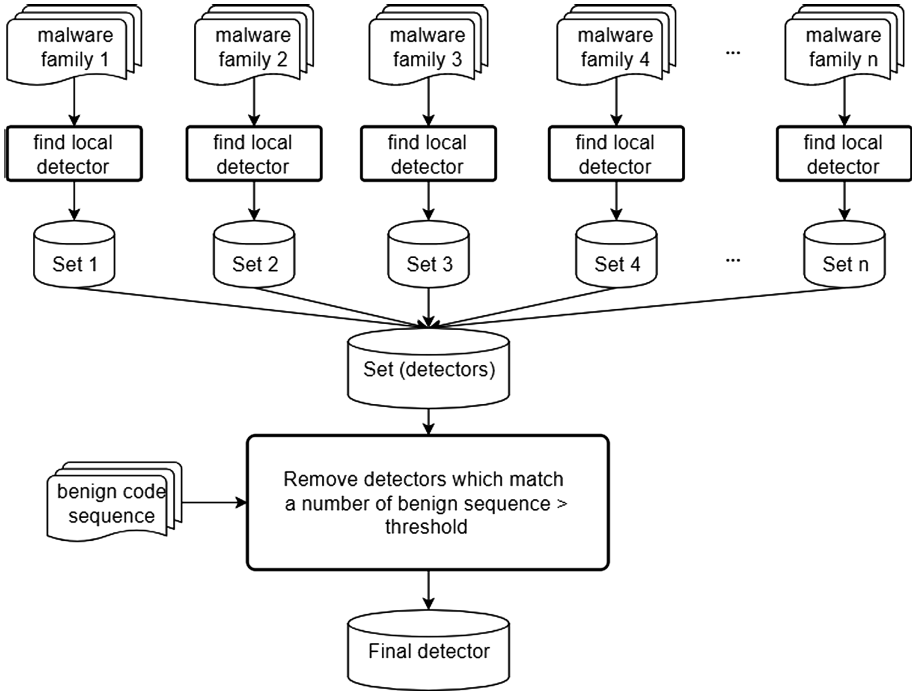 malware
family 1
malware
family 2
malware
family 3
malware
family 4
...
malware
family n
find local
detector
find local
detector
find local
detector
find local
detector
find local
detector
Set 1
Set 2
Set 3
Set 4
...
Set n
Set (detectors)
benign code
sequence
Remove detectors which match
a number of benign sequence >
threshold
Final detector